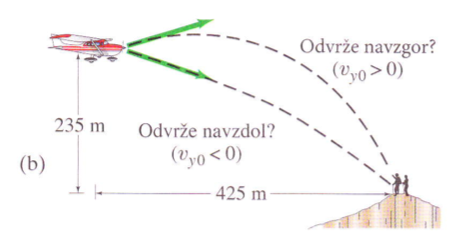 Odvrže navzgor?
(v_y0 > 0)
235 m
Odvrže navzdol?
(v_y0 < 0)
(b)
425 m